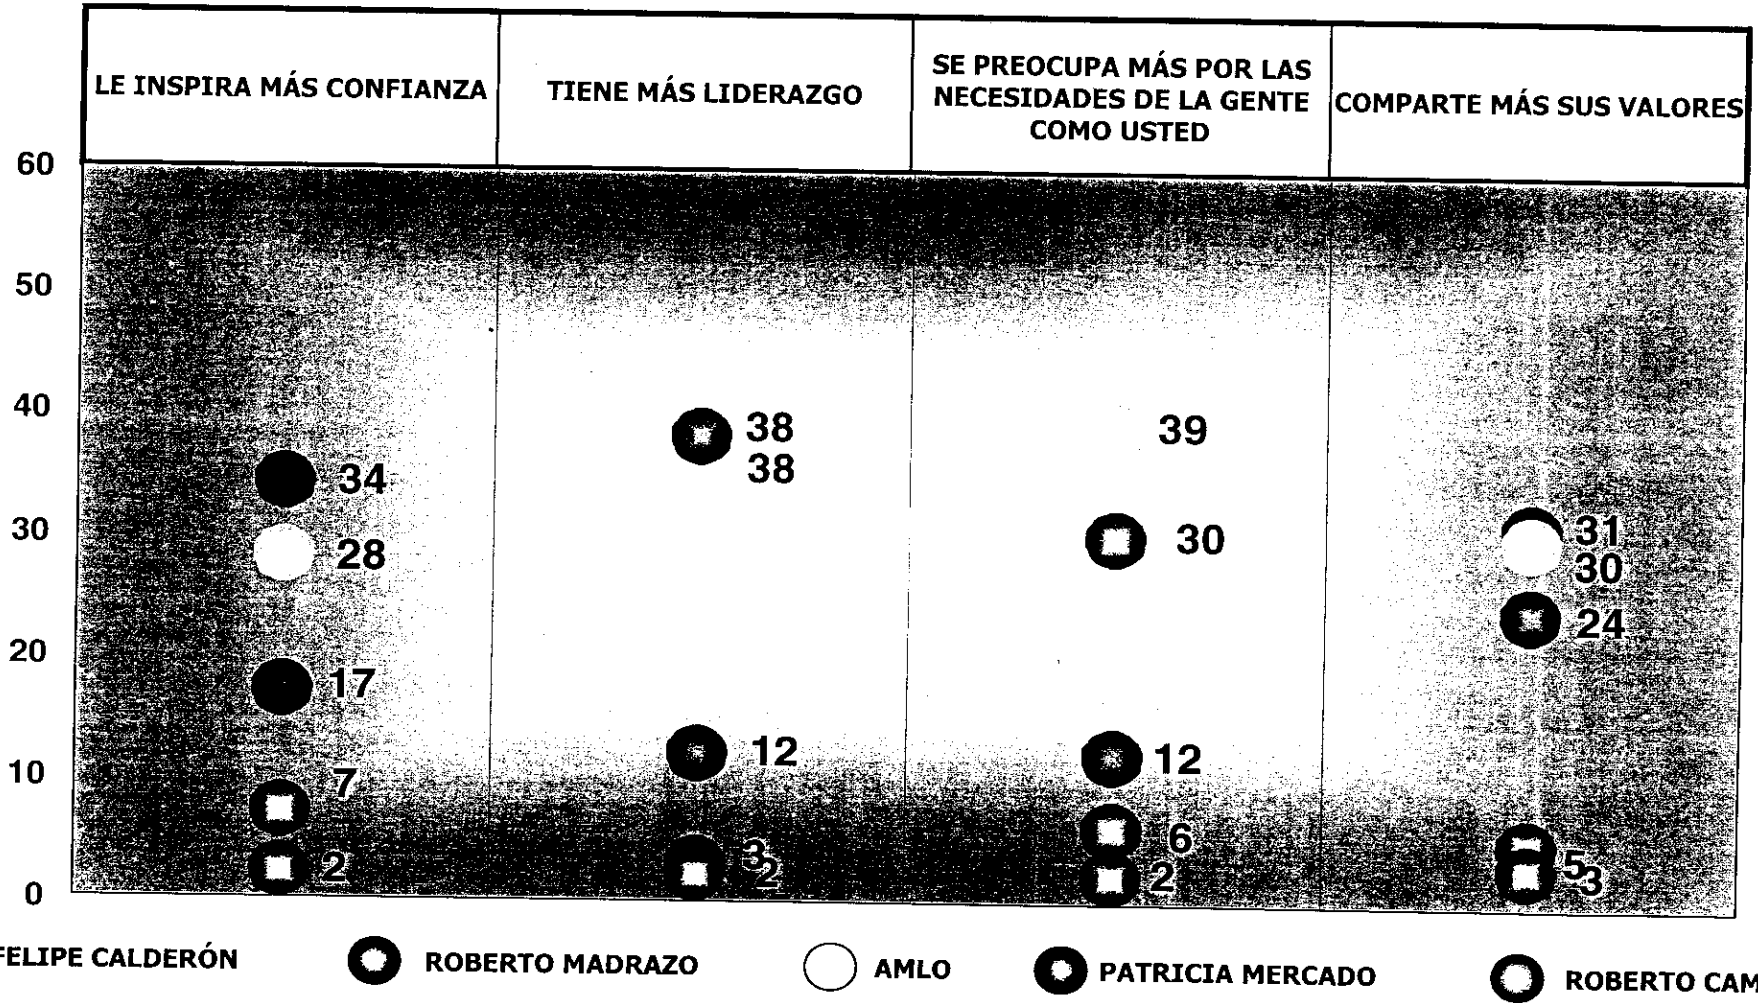 LE INSPIRA MÁS CONFIANZA
TIENE MÁS LIDERAZGO
SE PREOCUPA MÁS POR LAS
NECESIDADES DE LA GENTE
COMO USTED
COMPARTE MÁS SUS VALORES
60
50
40
30
20
10
0
34
28
17
7
2
38
38
12
3
2
39
30
12
6
2
31
30
24
5
3
FELIPE CALDERÓN
ROBERTO MADRAZO
AMLO
PATRICIA MERCADO
ROBERTO CAM